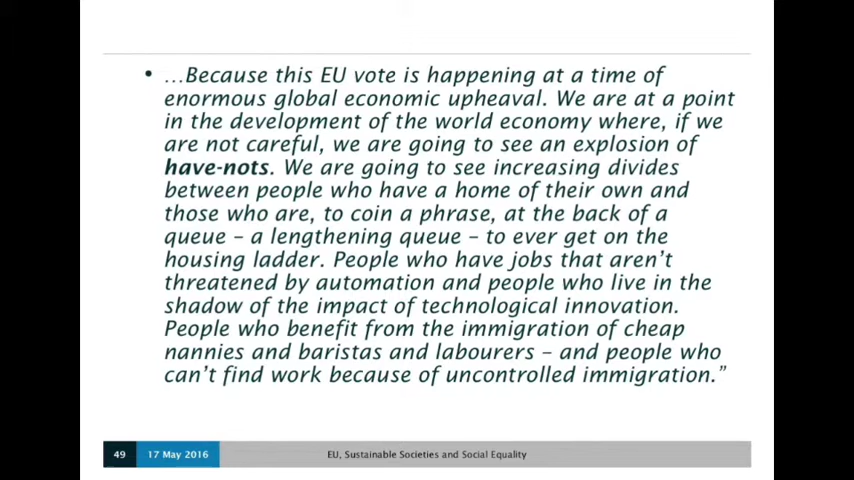 • ...Because this EU vote is happening at a time of
enormous global economic upheaval. We are at a point
in the development of the world economy where, if we
are not careful, we are going to see an explosion of
have-nots. We are going to see increasing divides
between people who have a home of their own and
those who are, to coin a phrase, at the back of a
queue – a lengthening queue – to ever get on the
housing ladder. People who have jobs that aren't
threatened by automation and people who live in the
shadow of the impact of technological innovation.
People who benefit from the immigration of cheap
nannies and baristas and labourers – and people who
can't find work because of uncontrolled immigration.”
49 17 May 2016 EU, Sustainable Societies and Social Equality